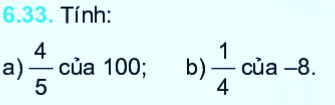 6.33. Tính:
a) 4/5 của 100; b) 1/4 của –8.